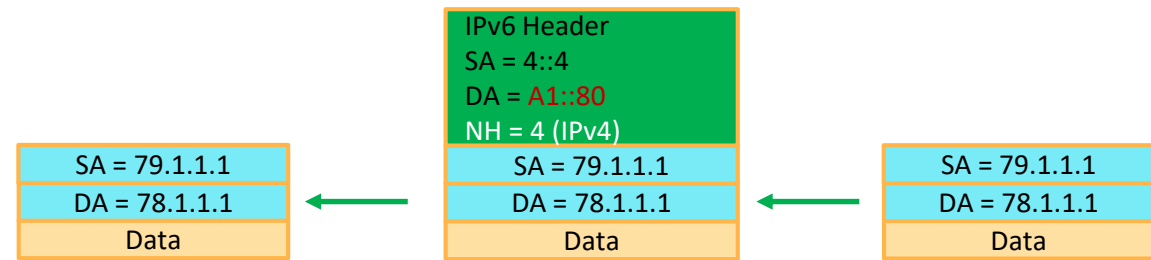 IPv6 Header
SA = 4::4
DA = A1::80
NH = 4 (IPv4)
SA = 79.1.1.1
DA = 78.1.1.1
Data
SA = 79.1.1.1
DA = 78.1.1.1
Data
SA = 79.1.1.1
DA = 78.1.1.1
Data